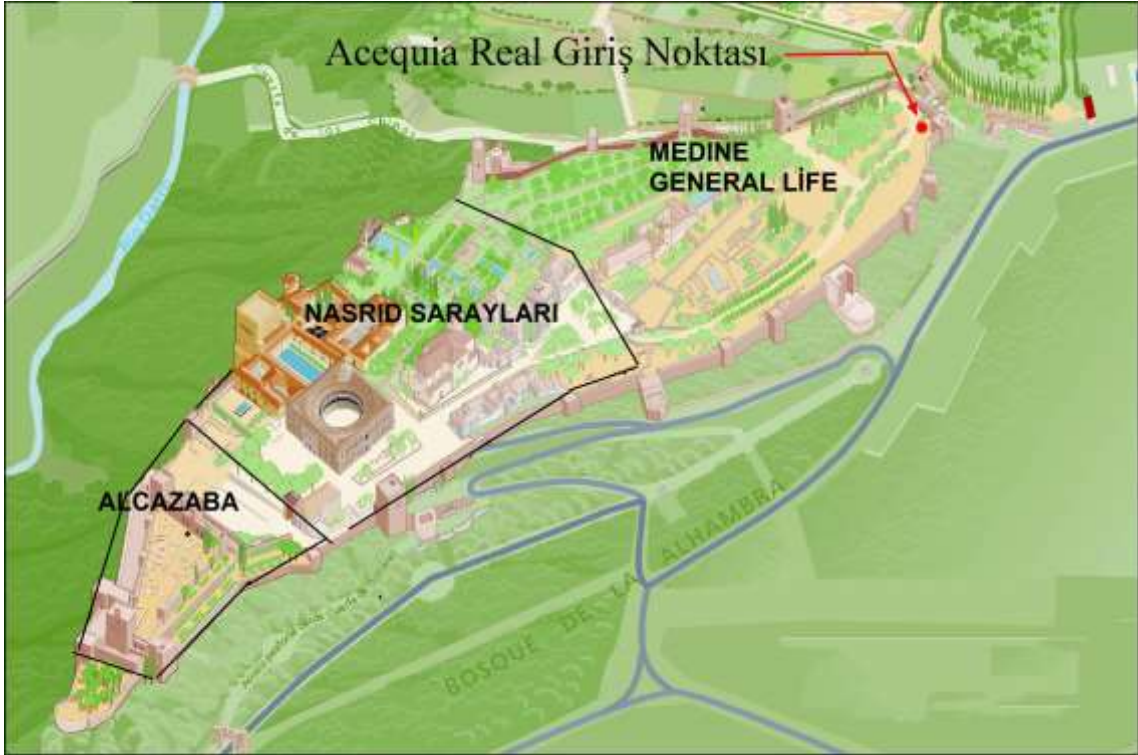 Acequia Real Giriş Noktası
MEDINE
GENERAL LİFE
NASRID SARAYLARI
ALCAZABA
BOSQUE DE LA ALHAMBRA